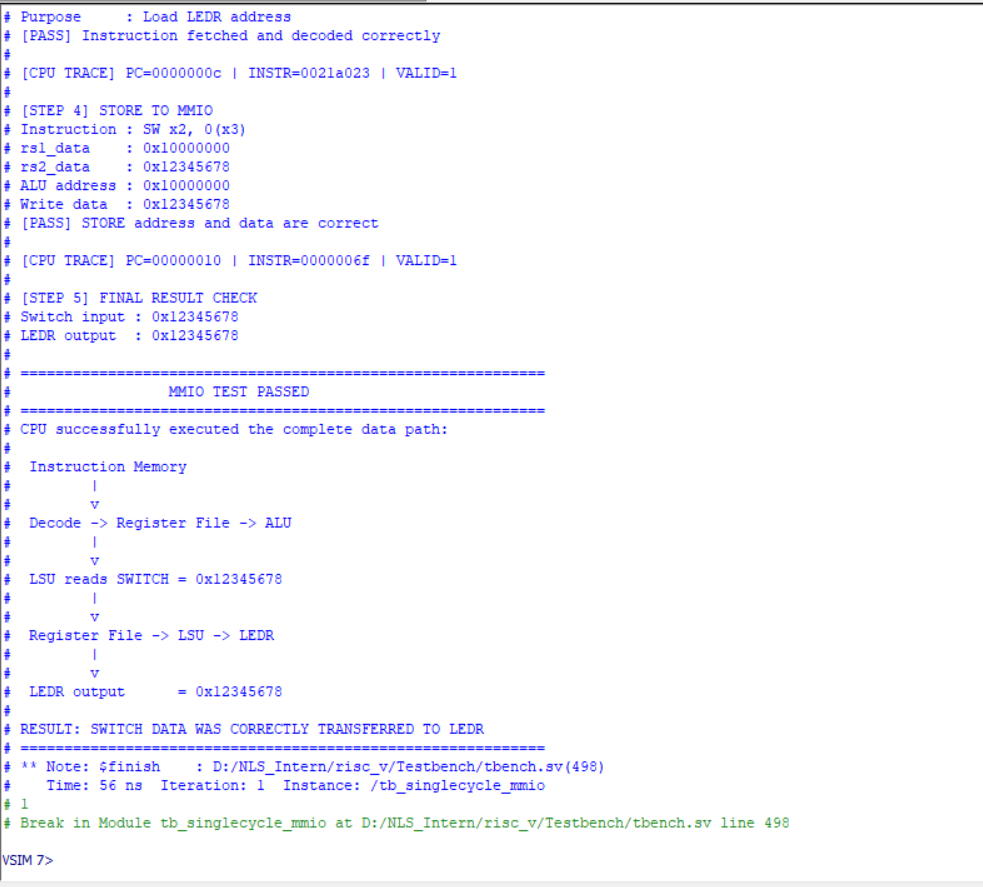 # Purpose     : Load LEDR address
# [PASS] Instruction fetched and decoded correctly
#
# [CPU TRACE] PC=0000000c | INSTR=0021a023 | VALID=1
#
# [STEP 4] STORE TO MMIO
# Instruction : SW x2, 0(x3)
# rs1_data    : 0x10000000
# rs2_data    : 0x12345678
# ALU address : 0x10000000
# Write data  : 0x12345678
# [PASS] STORE address and data are correct
#
# [CPU TRACE] PC=00000010 | INSTR=0000006f | VALID=1
#
# [STEP 5] FINAL RESULT CHECK
# Switch input : 0x12345678
# LEDR output  : 0x12345678
#
# ============================================================
#                  MMIO TEST PASSED
# ============================================================
# CPU successfully executed the complete data path:
#
#  Instruction Memory
#         |
#         v
#  Decode -> Register File -> ALU
#         |
#         v
#  LSU reads SWITCH = 0x12345678
#         |
#         v
#  Register File -> LSU -> LEDR
#         |
#         v
#  LEDR output      = 0x12345678
#
# RESULT: SWITCH DATA WAS CORRECTLY TRANSFERRED TO LEDR
# ============================================================
# ** Note: $finish    : D:/NLS_Intern/risc_v/Testbench/tbench.sv(498)
#    Time: 56 ns  Iteration: 1  Instance: /tb_singlecycle_mmio
# 1
# Break in Module tb_singlecycle_mmio at D:/NLS_Intern/risc_v/Testbench/tbench.sv line 498
VSIM 7>